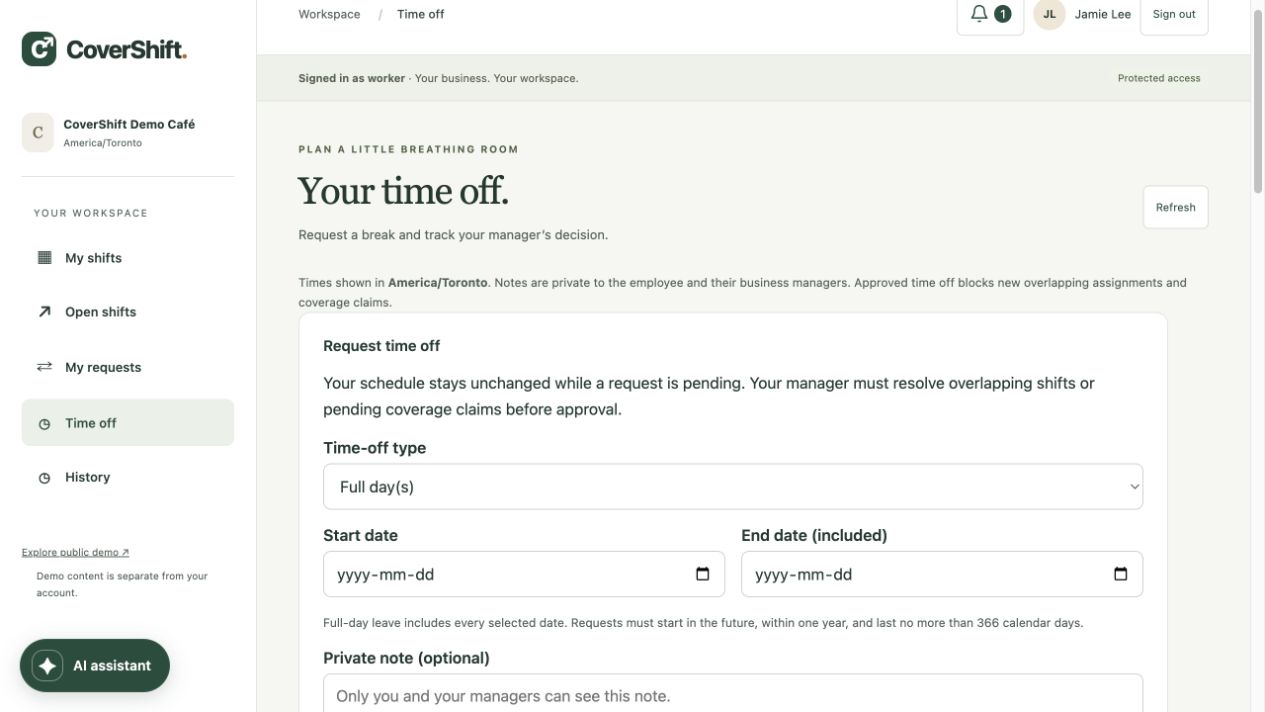 CoverShift.
C
CoverShift Demo Café
America/Toronto
YOUR WORKSPACE
My shifts
Open shifts
My requests
Time off
History
Explore public demo ↗
Demo content is separate from your
account.
AI assistant
Workspace / Time off
1
JL
Jamie Lee
Sign out
Signed in as worker · Your business. Your workspace.
Protected access
PLAN A LITTLE BREATHING ROOM
Your time off.
Request a break and track your manager's decision.
Refresh
Times shown in America/Toronto. Notes are private to the employee and their business managers. Approved time off blocks new overlapping assignments and
coverage claims.
Request time off
Your schedule stays unchanged while a request is pending. Your manager must resolve overlapping shifts or
pending coverage claims before approval.
Time-off type
Full day(s)
Start date
End date (included)
yyyy-mm-dd
yyyy-mm-dd
Full-day leave includes every selected date. Requests must start in the future, within one year, and last no more than 366 calendar days.
Private note (optional)
Only you and your managers can see this note.